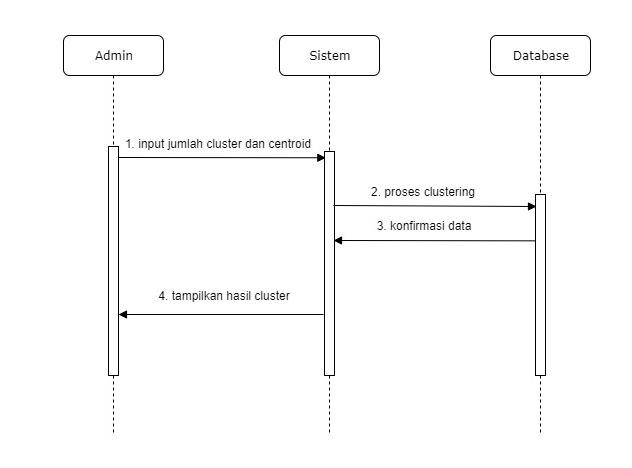 Admin
Sistem
Database
1. input jumlah cluster dan centroid
2. proses clustering
3. konfirmasi data
4. tampilkan hasil cluster